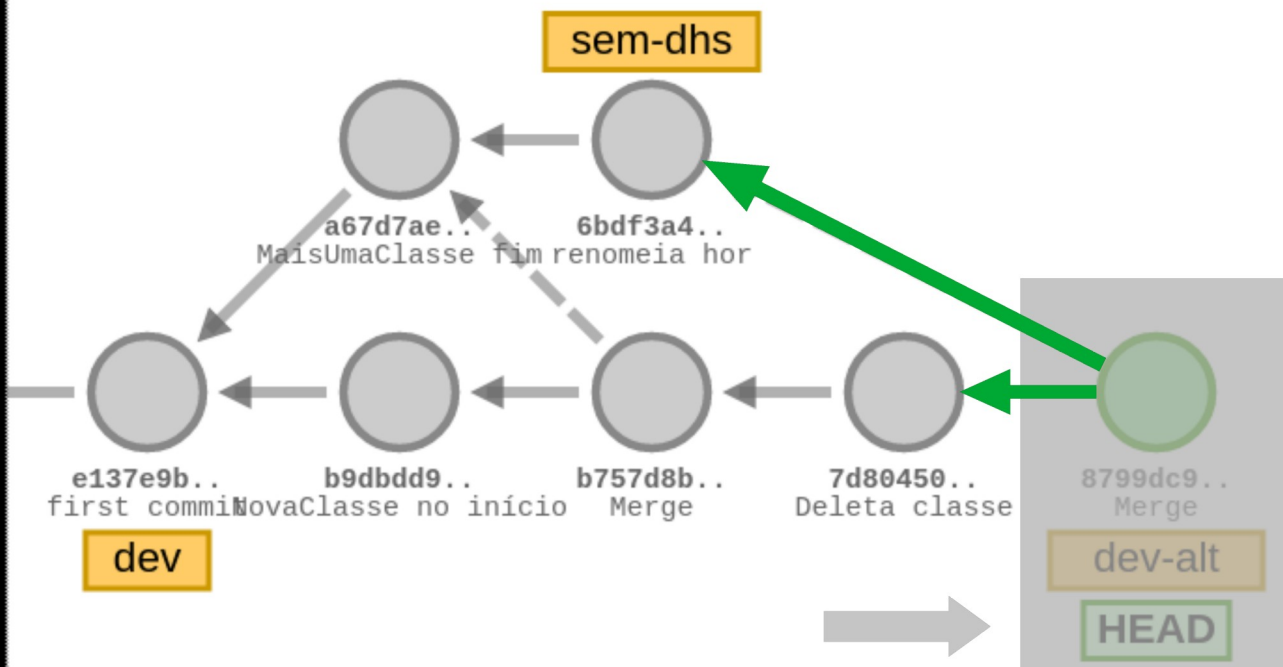 sem-dhs
a67d7ae..
MaisUmaClasse fim
6bdf3a4..
renomeia hor
e137e9b..
first commit
b9dbdd9..
NovaClasse no início
b757d8b..
Merge
7d80450..
Deleta classe
8799dc9..
Merge
dev
dev-alt
HEAD